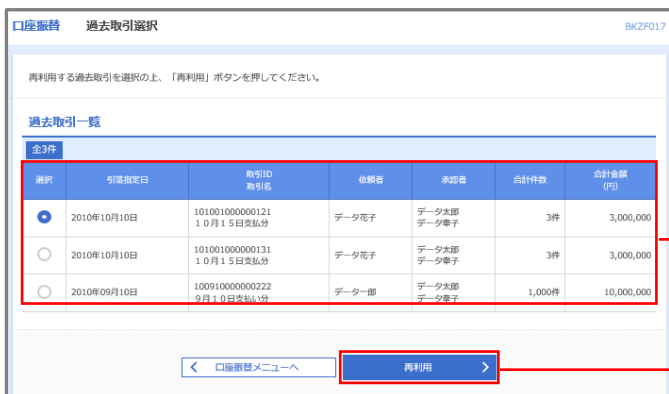 口座振替 過去取引選択 BKZF017
再利用する過去取引を選択の上、「再利用」ボタンを押してください。
過去取引一覧
全3件
選択 引落指定日 取引ID 取引名 依頼者 承認者 合計件数 合計金額 (円)
2010年10月10日 101001000000121 10月15日支払分 データ花子 データ太郎 データ幸子 3件 3,000,000
2010年10月10日 101001000000131 10月15日支払分 データ花子 データ太郎 データ幸子 3件 3,000,000
2010年09月10日 100910000000222 9月10日支払い分 データ一郎 データ太郎 データ幸子 1,000件 10,000,000
口座振替メニューへ 再利用